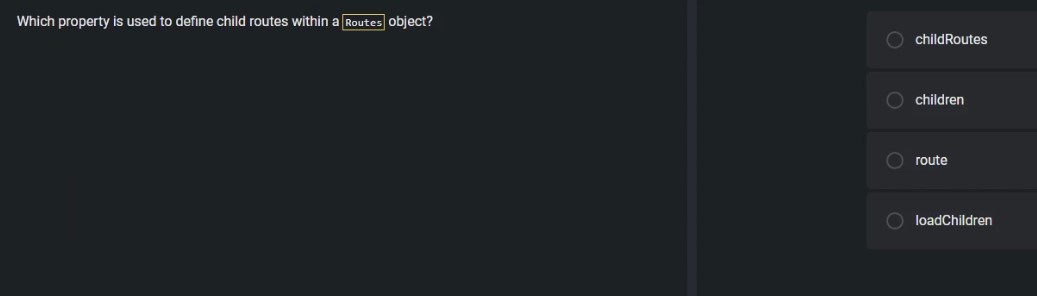 Which property is used to define child routes within a Routes object?
childRoutes
children
route
loadChildren